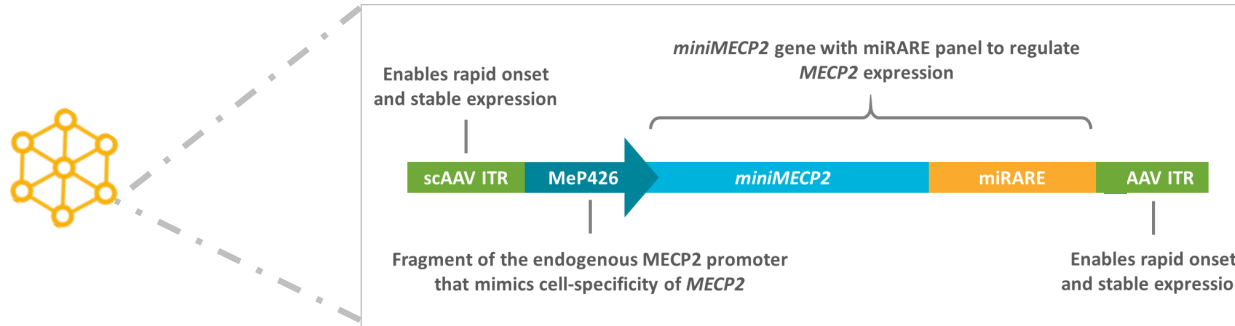 miniMECP2 gene with miRARE panel to regulate
MECP2 expression
Enables rapid onset
and stable expression
scAAV ITR
MeP426
miniMECP2
miRARE
AAV ITR
Fragment of the endogenous MECP2 promoter
that mimics cell-specificity of MECP2
Enables rapid onset
and stable expression